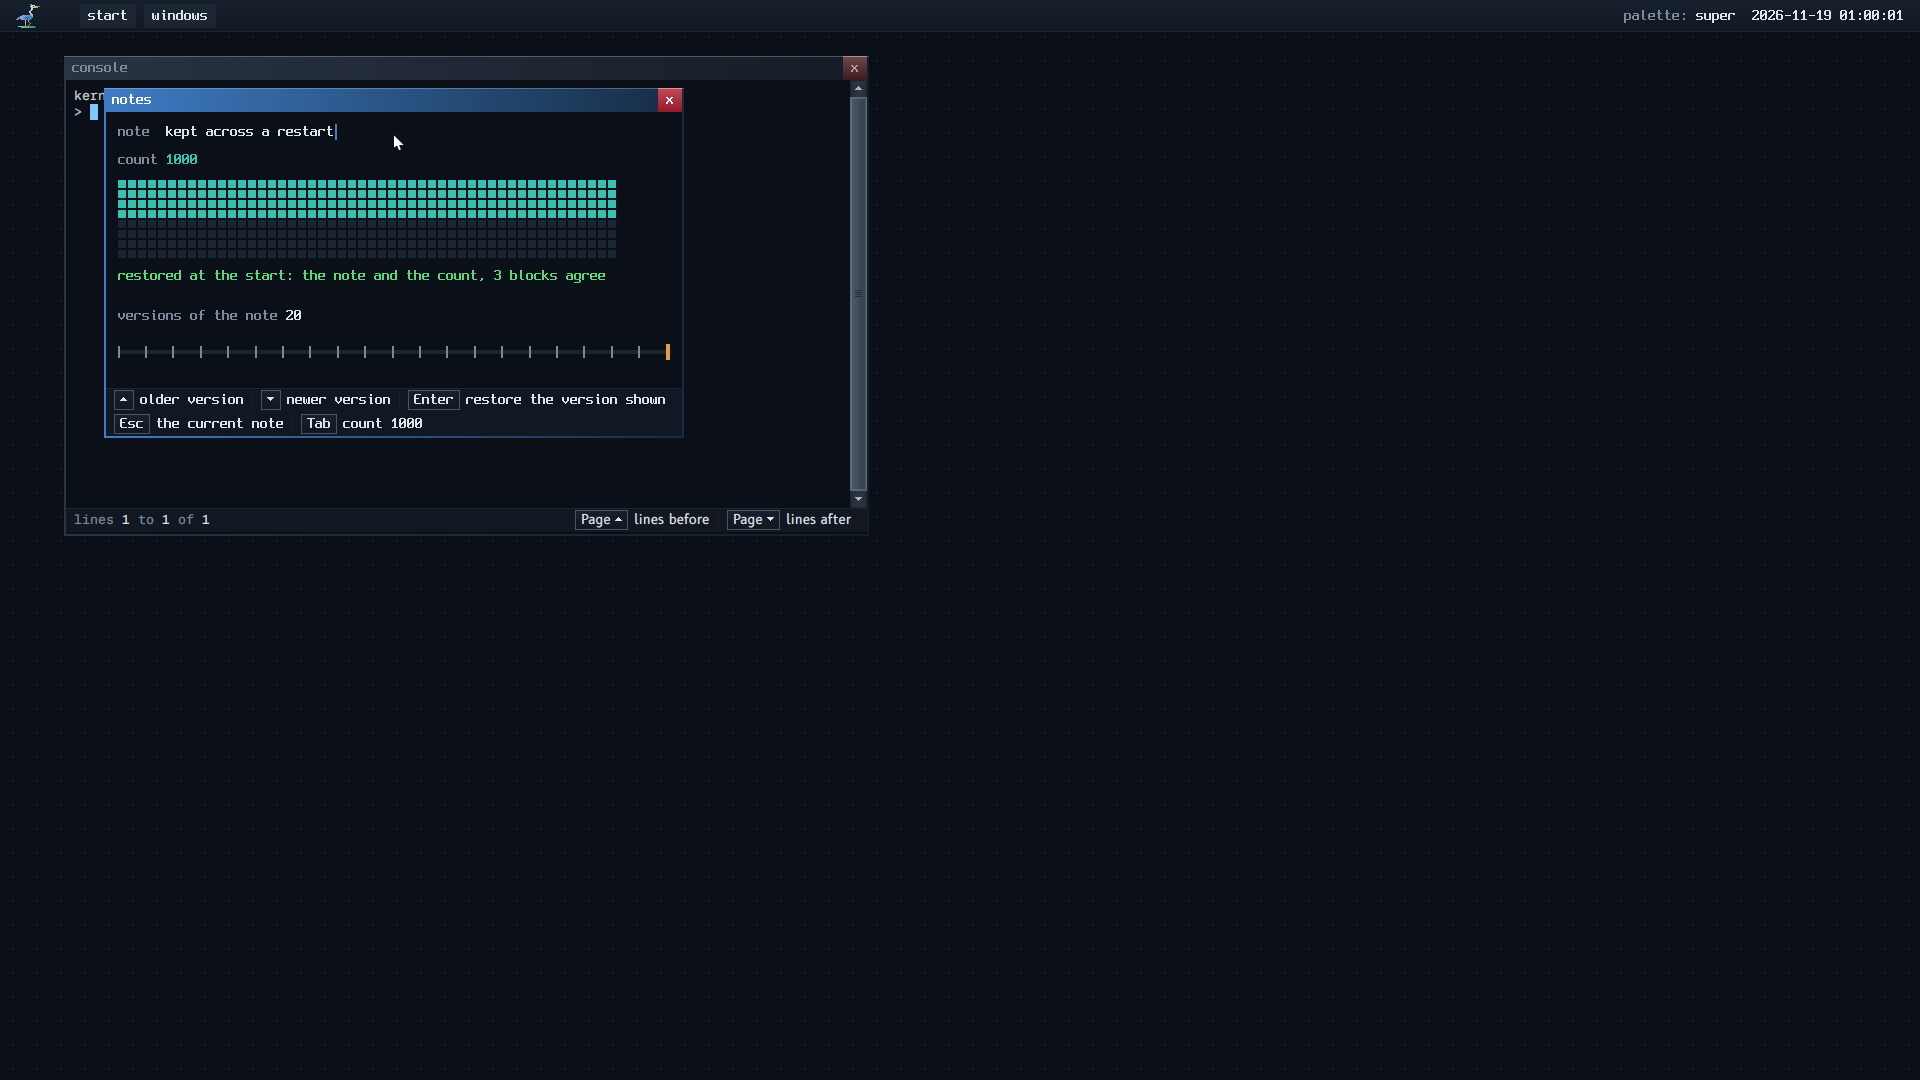 start windows palette: super 2026-11-19 01:00:01
console x
kern
>
notes x
note kept across a restart
count 1000
restored at the start: the note and the count, 3 blocks agree
versions of the note 20
older version newer version Enter restore the version shown
Esc the current note Tab count 1000
lines 1 to 1 of 1 Page lines before Page lines after